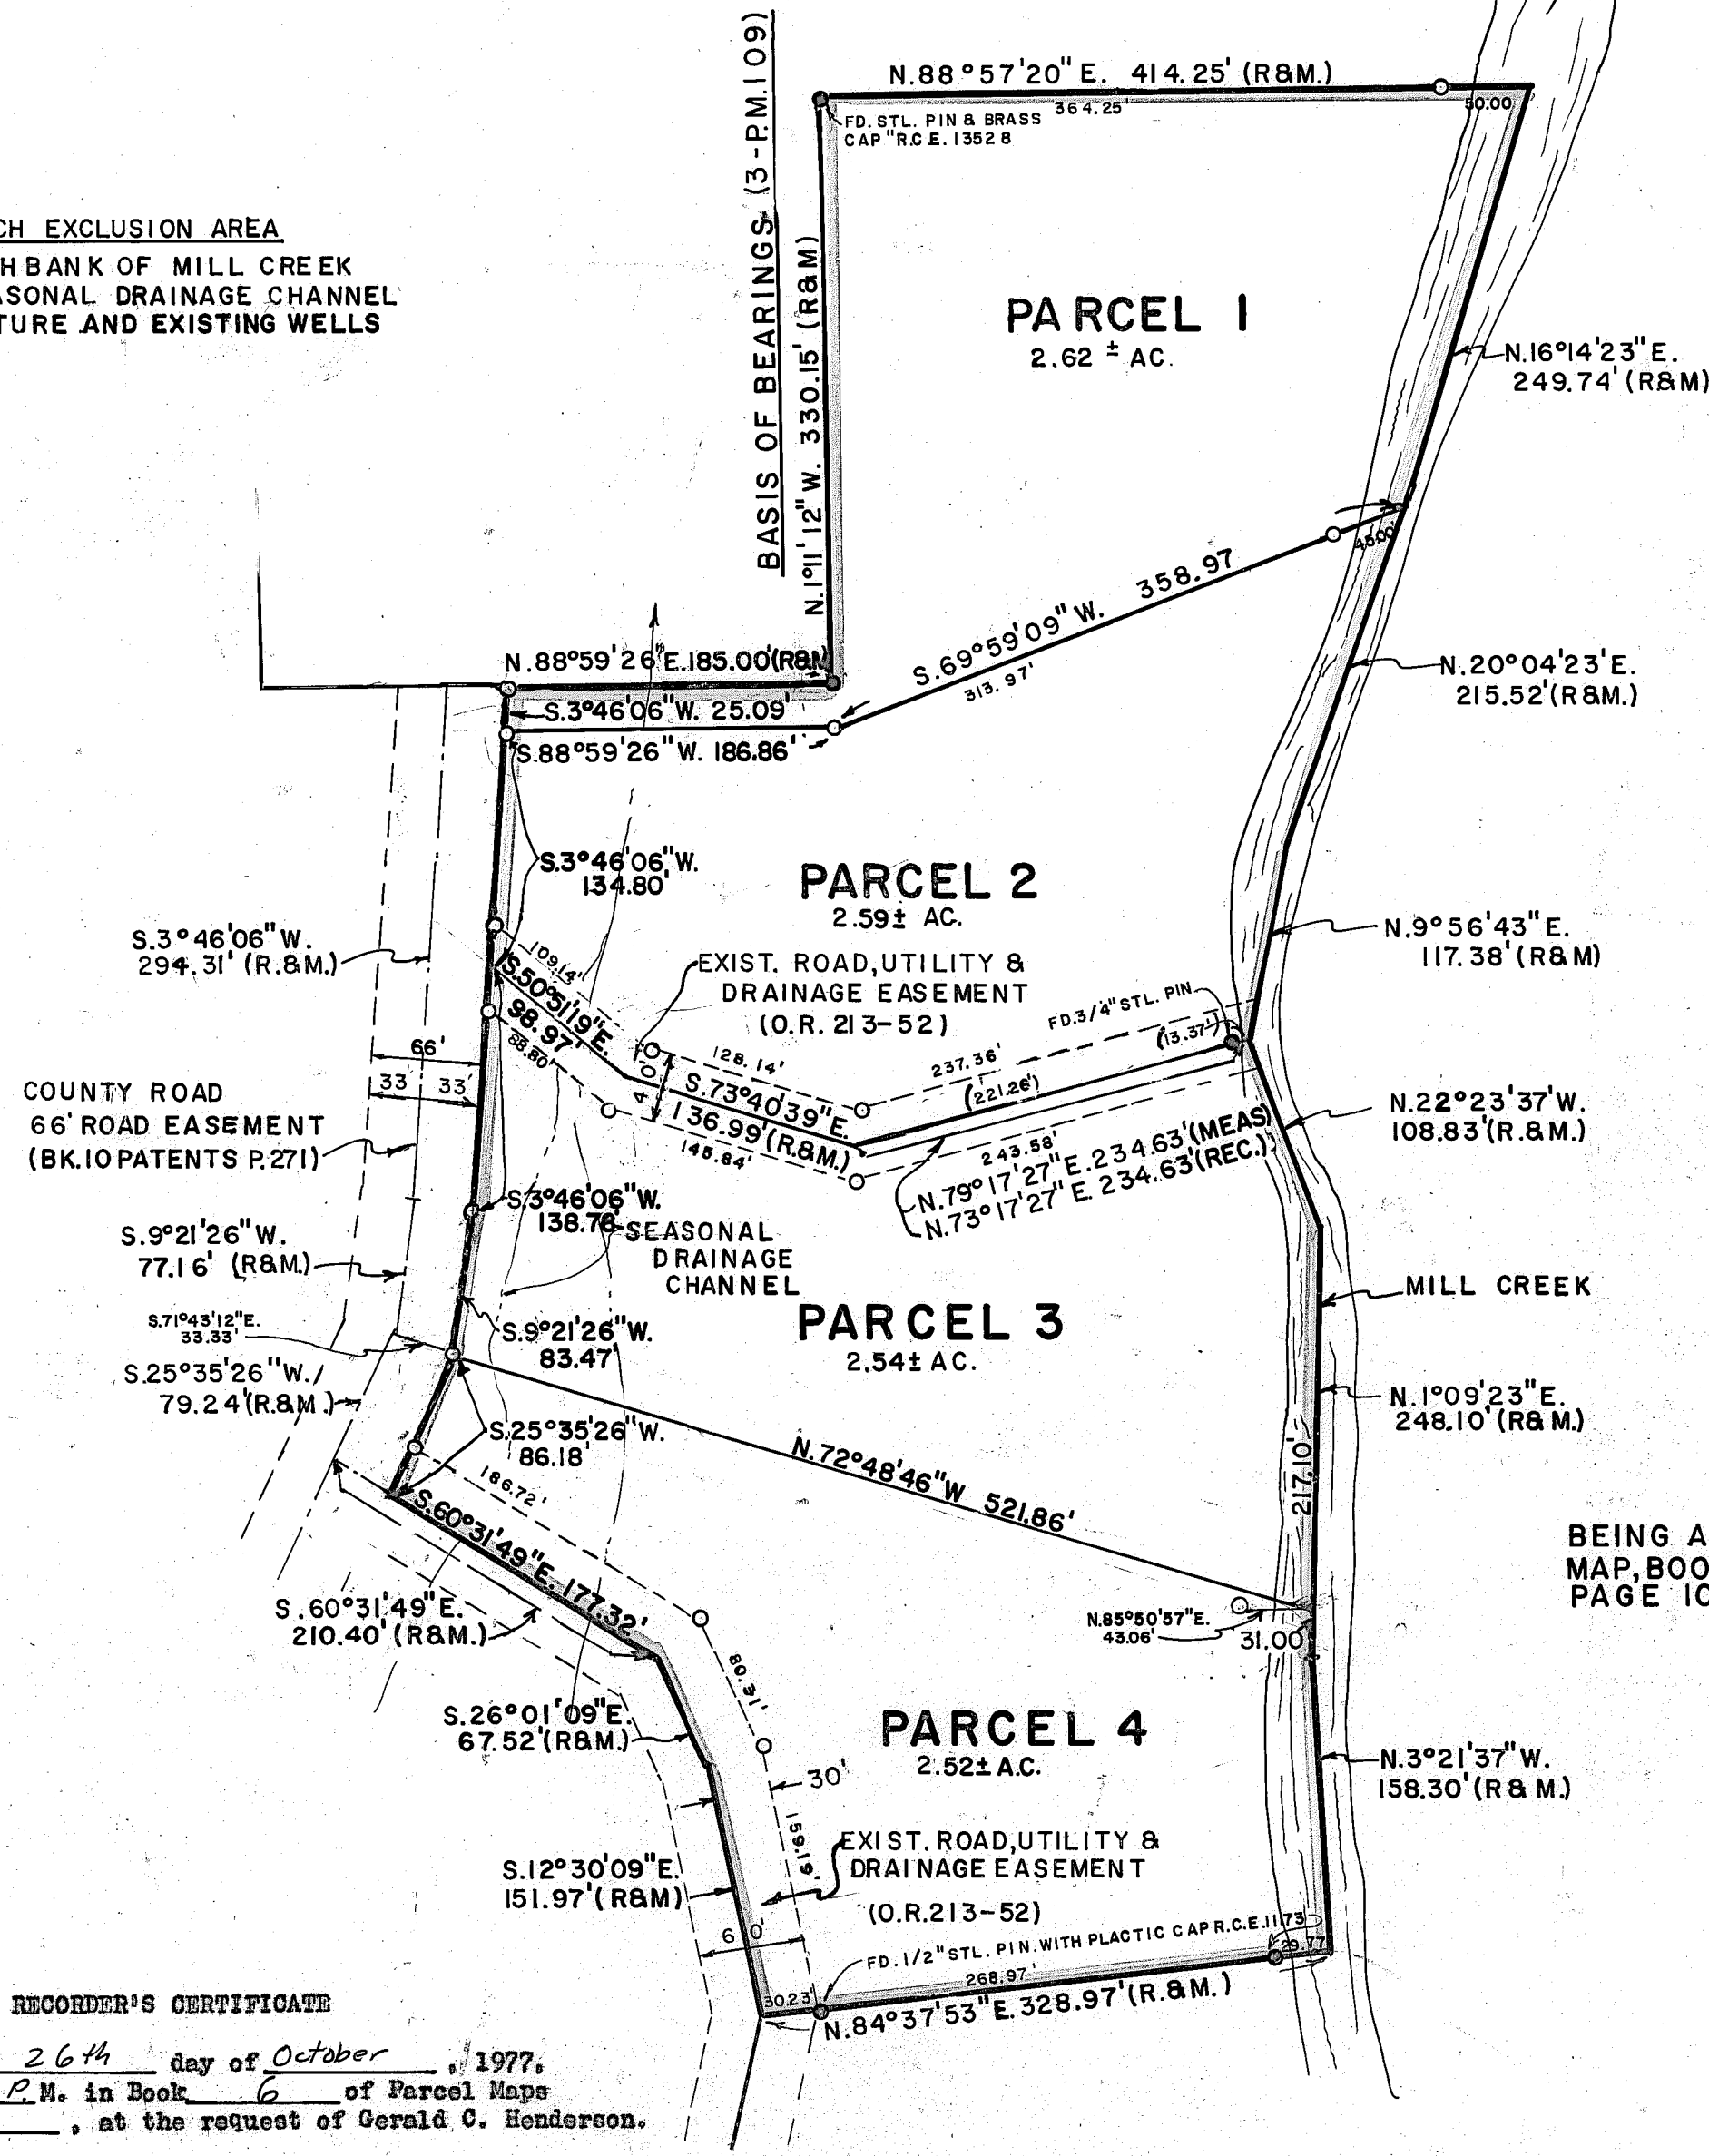 N.88°57'20"E. 414.25' (R&M.)
364.25'
50.00
FD. STL. PIN & BRASS
CAP "R.C.E. 13528
BASIS OF BEARINGS (3-P.M.109)
N.1°11'12"W. 330.15' (R&M)
CH EXCLUSION AREA
H BANK OF MILL CREEK
ASONAL DRAINAGE CHANNEL
TURE AND EXISTING WELLS
PARCEL 1
2.62 ± AC.
N.16°14'23"E.
249.74' (R&M)
45.00'
S.69°59'09"W. 358.97
313.97'
N.88°59'26"E.185.00'(R&M
S.3°46'06"W. 25.09'
S.88°59'26"W. 186.86'
N.20°04'23'E.
215.52'(R&M.)
S.3°46'06"W.
134.80'
PARCEL 2
2.59± AC.
N.9°56'43"E.
117.38'(R&M)
S.3°46'06"W.
294.31' (R.&M.)
109.14'
S.50°51'19"E.
98.97'
88.80'
EXIST. ROAD,UTILITY &
DRAINAGE EASEMENT
(O.R. 213-52)
FD.3/4"STL. PIN
(13.37')
128.14'
237.36'
(221.26')
40'
S.73°40'39"E.
136.99'(R.&M.)
145.84'
243.58'
N.79°17'27"E.234.63'(MEAS)
N.73°17'27"E. 234.63'(REC.)
66'
33 33'
COUNTY ROAD
66' ROAD EASEMENT
(BK.10 PATENTS P.271)
N.22°23'37'W.
108.83'(R.&M.)
S.3°46'06"W.
138.78'
SEASONAL
DRAINAGE
CHANNEL
S.9°21'26"W.
77.16' (R&M.)
MILL CREEK
S.71°43'12"E.
33.33'
S.9°21'26"W.
83.47'
PARCEL 3
2.54± AC.
S.25°35'26"W.
79.24'(R.&M.)
N.1°09'23"E.
248.10'(R&M.)
S.25°35'26"W.
86.18'
N.72°48'46"W 521.86'
217.10'
186.72'
S.60°31'49"E. 177.32'
BEING A
MAP,BOO
PAGE 10
S.60°31'49"E.
210.40'(R&M.)
N.85°50'57"E.
43.06'
31.00'
80.31'
S.26°01'09"E.
67.52'(R&M.)
PARCEL 4
2.52± A.C.
N.3°21'37"W.
158.30'(R&M.)
30'
159.19'
S.12°30'09"E.
151.97'(R&M)
EXIST. ROAD,UTILITY &
DRAINAGE EASEMENT
(O.R.213-52)
60'
FD. 1/2"STL. PIN.WITH PLACTIC CAP R.C.E.1173
29.77
268.97'
30.23'
N.84°37'53"E.328.97'(R.&M.)
RECORDER'S CERTIFICATE
26th day of October , 1977,
P.M. in Book 6 of Parcel Maps
, at the request of Gerald C. Henderson.